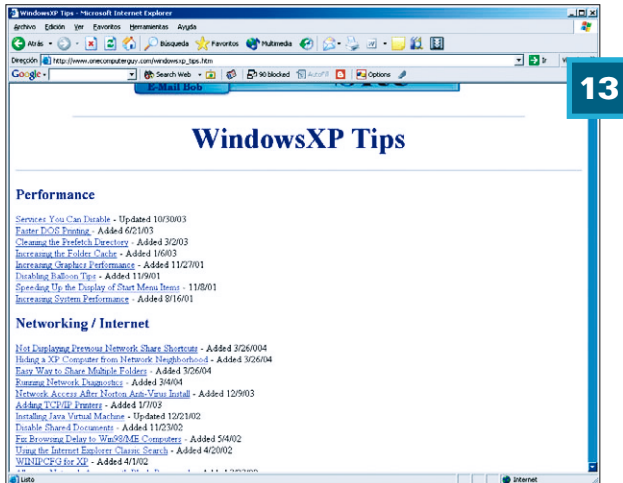 WindowsXP Tips - Microsoft Internet Explorer
Archivo Edición Ver Favoritos Herramientas Ayuda
Atrás Búsqueda Favoritos Multimedia
Dirección http://www.onecomputerguy.com/windowsxp_tips.htm Ir
Google Search Web 90 blocked AutoFill Options
13
E-Mail Bob
WindowsXP Tips
Performance
Services You Can Disable - Updated 10/30/03
Faster DOS Printing - Added 6/21/03
Cleaning the Prefetch Directory - Added 3/2/03
Increasing the Folder Cache - Added 1/6/03
Increasing Graphics Performance - Added 11/27/01
Disabling Balloon Tips - Added 11/9/01
Speeding Up the Display of Start Menu Items - 11/8/01
Increasing System Performance - Added 8/16/01
Networking / Internet
Not Displaying Previous Network Share Shortcuts - Added 3/26/004
Hiding a XP Computer from Network Neighborhood - Added 3/26/04
Easy Way to Share Multiple Folders - Added 3/26/04
Running Network Diagnostics - Added 3/4/04
Network Access After Norton Anti-Virus Install - Added 12/9/03
Adding TCP/IP Printers - Added 1/7/03
Installing Java Virtual Machine - Updated 12/21/02
Disable Shared Documents - Added 11/23/02
Fix Browsing Delay to Win98/ME Computers - Added 5/4/02
Using the Internet Explorer Classic Search - Added 4/20/02
WINIPCFG for XP - Added 4/1/02
Listo Internet